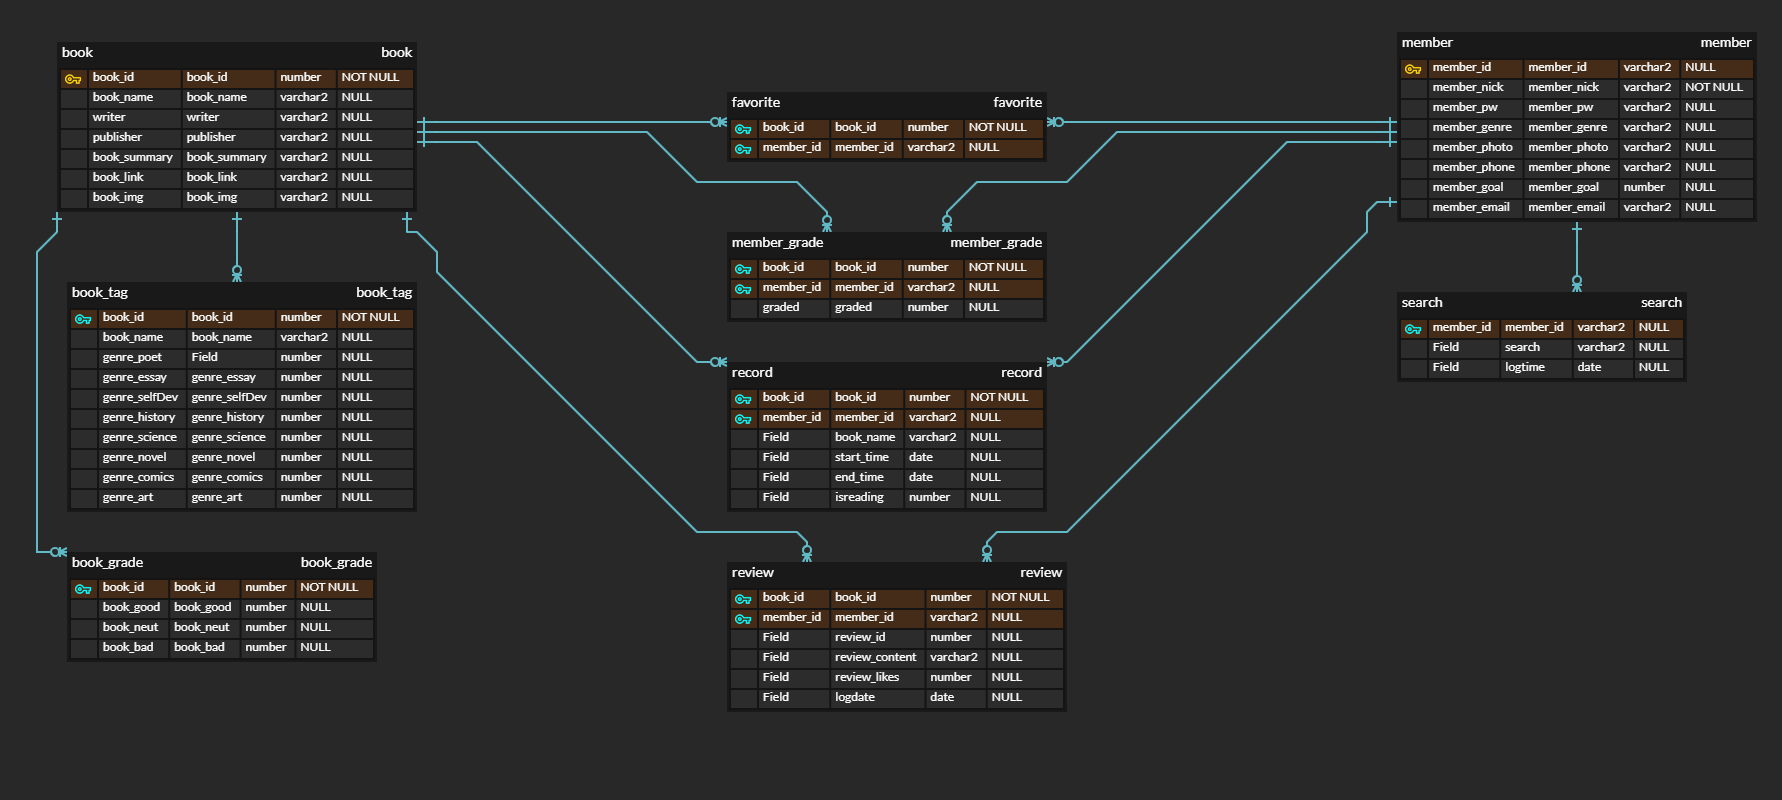 book book
book_id book_id number NOT NULL
book_name book_name varchar2 NULL
writer writer varchar2 NULL
publisher publisher varchar2 NULL
book_summary book_summary varchar2 NULL
book_link book_link varchar2 NULL
book_img book_img varchar2 NULL
favorite favorite
book_id book_id number NOT NULL
member_id member_id varchar2 NULL
member member
member_id member_id varchar2 NULL
member_nick member_nick varchar2 NOT NULL
member_pw member_pw varchar2 NULL
member_genre member_genre varchar2 NULL
member_photo member_photo varchar2 NULL
member_phone member_phone varchar2 NULL
member_goal member_goal number NULL
member_email member_email varchar2 NULL
member_grade member_grade
book_id book_id number NOT NULL
member_id member_id varchar2 NULL
graded graded number NULL
book_tag book_tag
book_id book_id number NOT NULL
book_name book_name varchar2 NULL
genre_poet Field number NULL
genre_essay genre_essay number NULL
genre_selfDev genre_selfDev number NULL
genre_history genre_history number NULL
genre_science genre_science number NULL
genre_novel genre_novel number NULL
genre_comics genre_comics number NULL
genre_art genre_art number NULL
search search
member_id member_id varchar2 NULL
Field search varchar2 NULL
Field logtime date NULL
record record
book_id book_id number NOT NULL
member_id member_id varchar2 NULL
Field book_name varchar2 NULL
Field start_time date NULL
Field end_time date NULL
Field isreading number NULL
book_grade book_grade
book_id book_id number NOT NULL
book_good book_good number NULL
book_neut book_neut number NULL
book_bad book_bad number NULL
review review
book_id book_id number NOT NULL
member_id member_id varchar2 NULL
Field review_id number NULL
Field review_content varchar2 NULL
Field review_likes number NULL
Field logdate date NULL